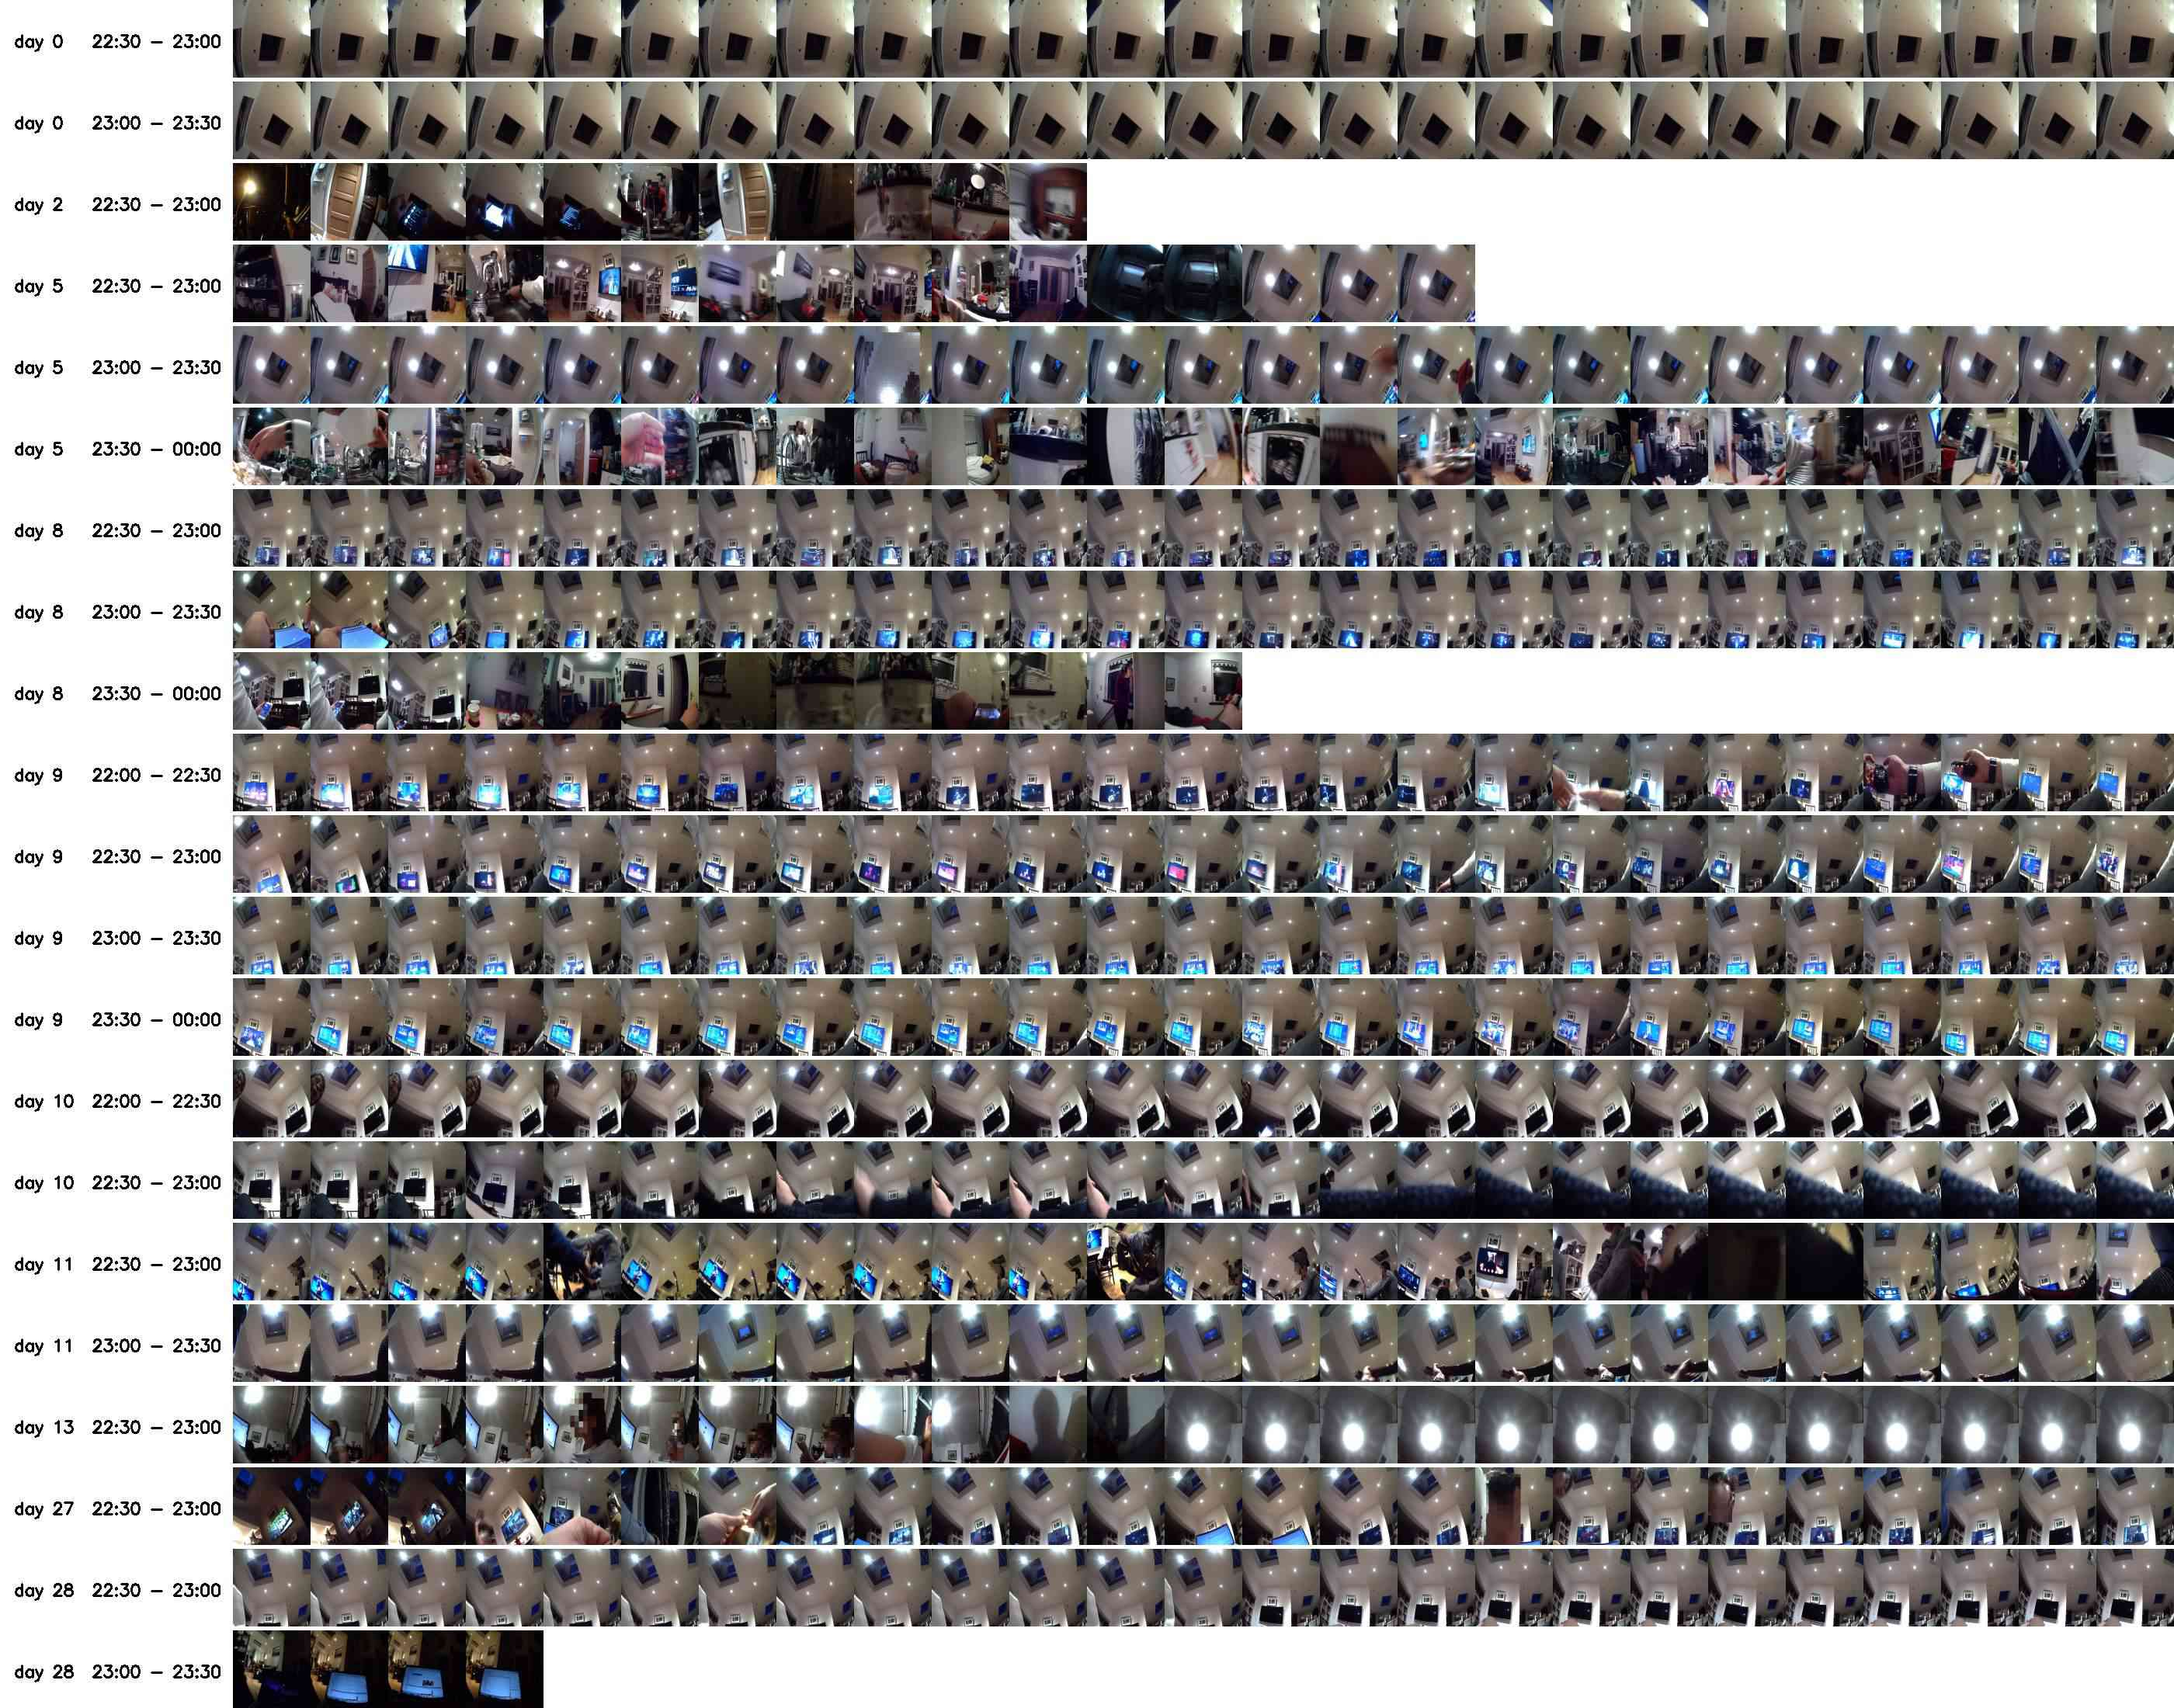 day 0 22:30 – 23:00
day 0 23:00 – 23:30
day 2 22:30 – 23:00
day 5 22:30 – 23:00
day 5 23:00 – 23:30
day 5 23:30 – 00:00
day 8 22:30 – 23:00
day 8 23:00 – 23:30
day 8 23:30 – 00:00
day 9 22:00 – 22:30
day 9 22:30 – 23:00
day 9 23:00 – 23:30
day 9 23:30 – 00:00
day 10 22:00 – 22:30
day 10 22:30 – 23:00
day 11 22:30 – 23:00
day 11 23:00 – 23:30
day 13 22:30 – 23:00
day 27 22:30 – 23:00
day 28 22:30 – 23:00
day 28 23:00 – 23:30